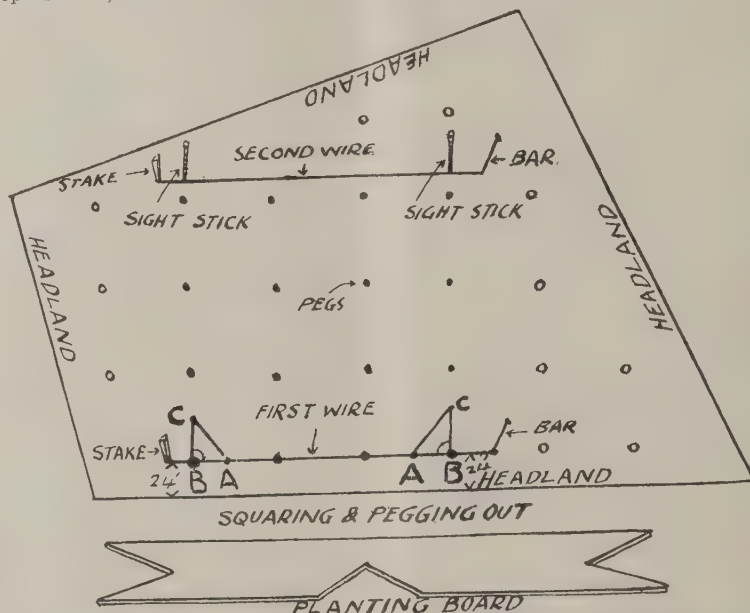 HEADLAND
SECOND WIRE
BAR.
STAKE
SIGHT STICK
SIGHT STICK
HEADLAND
HEADLAND
PEGS
C
FIRST WIRE
C
BAR
STAKE
A
B
B
A
24'
24'
HEADLAND
SQUARING & PEGGING OUT
PLANTING BOARD